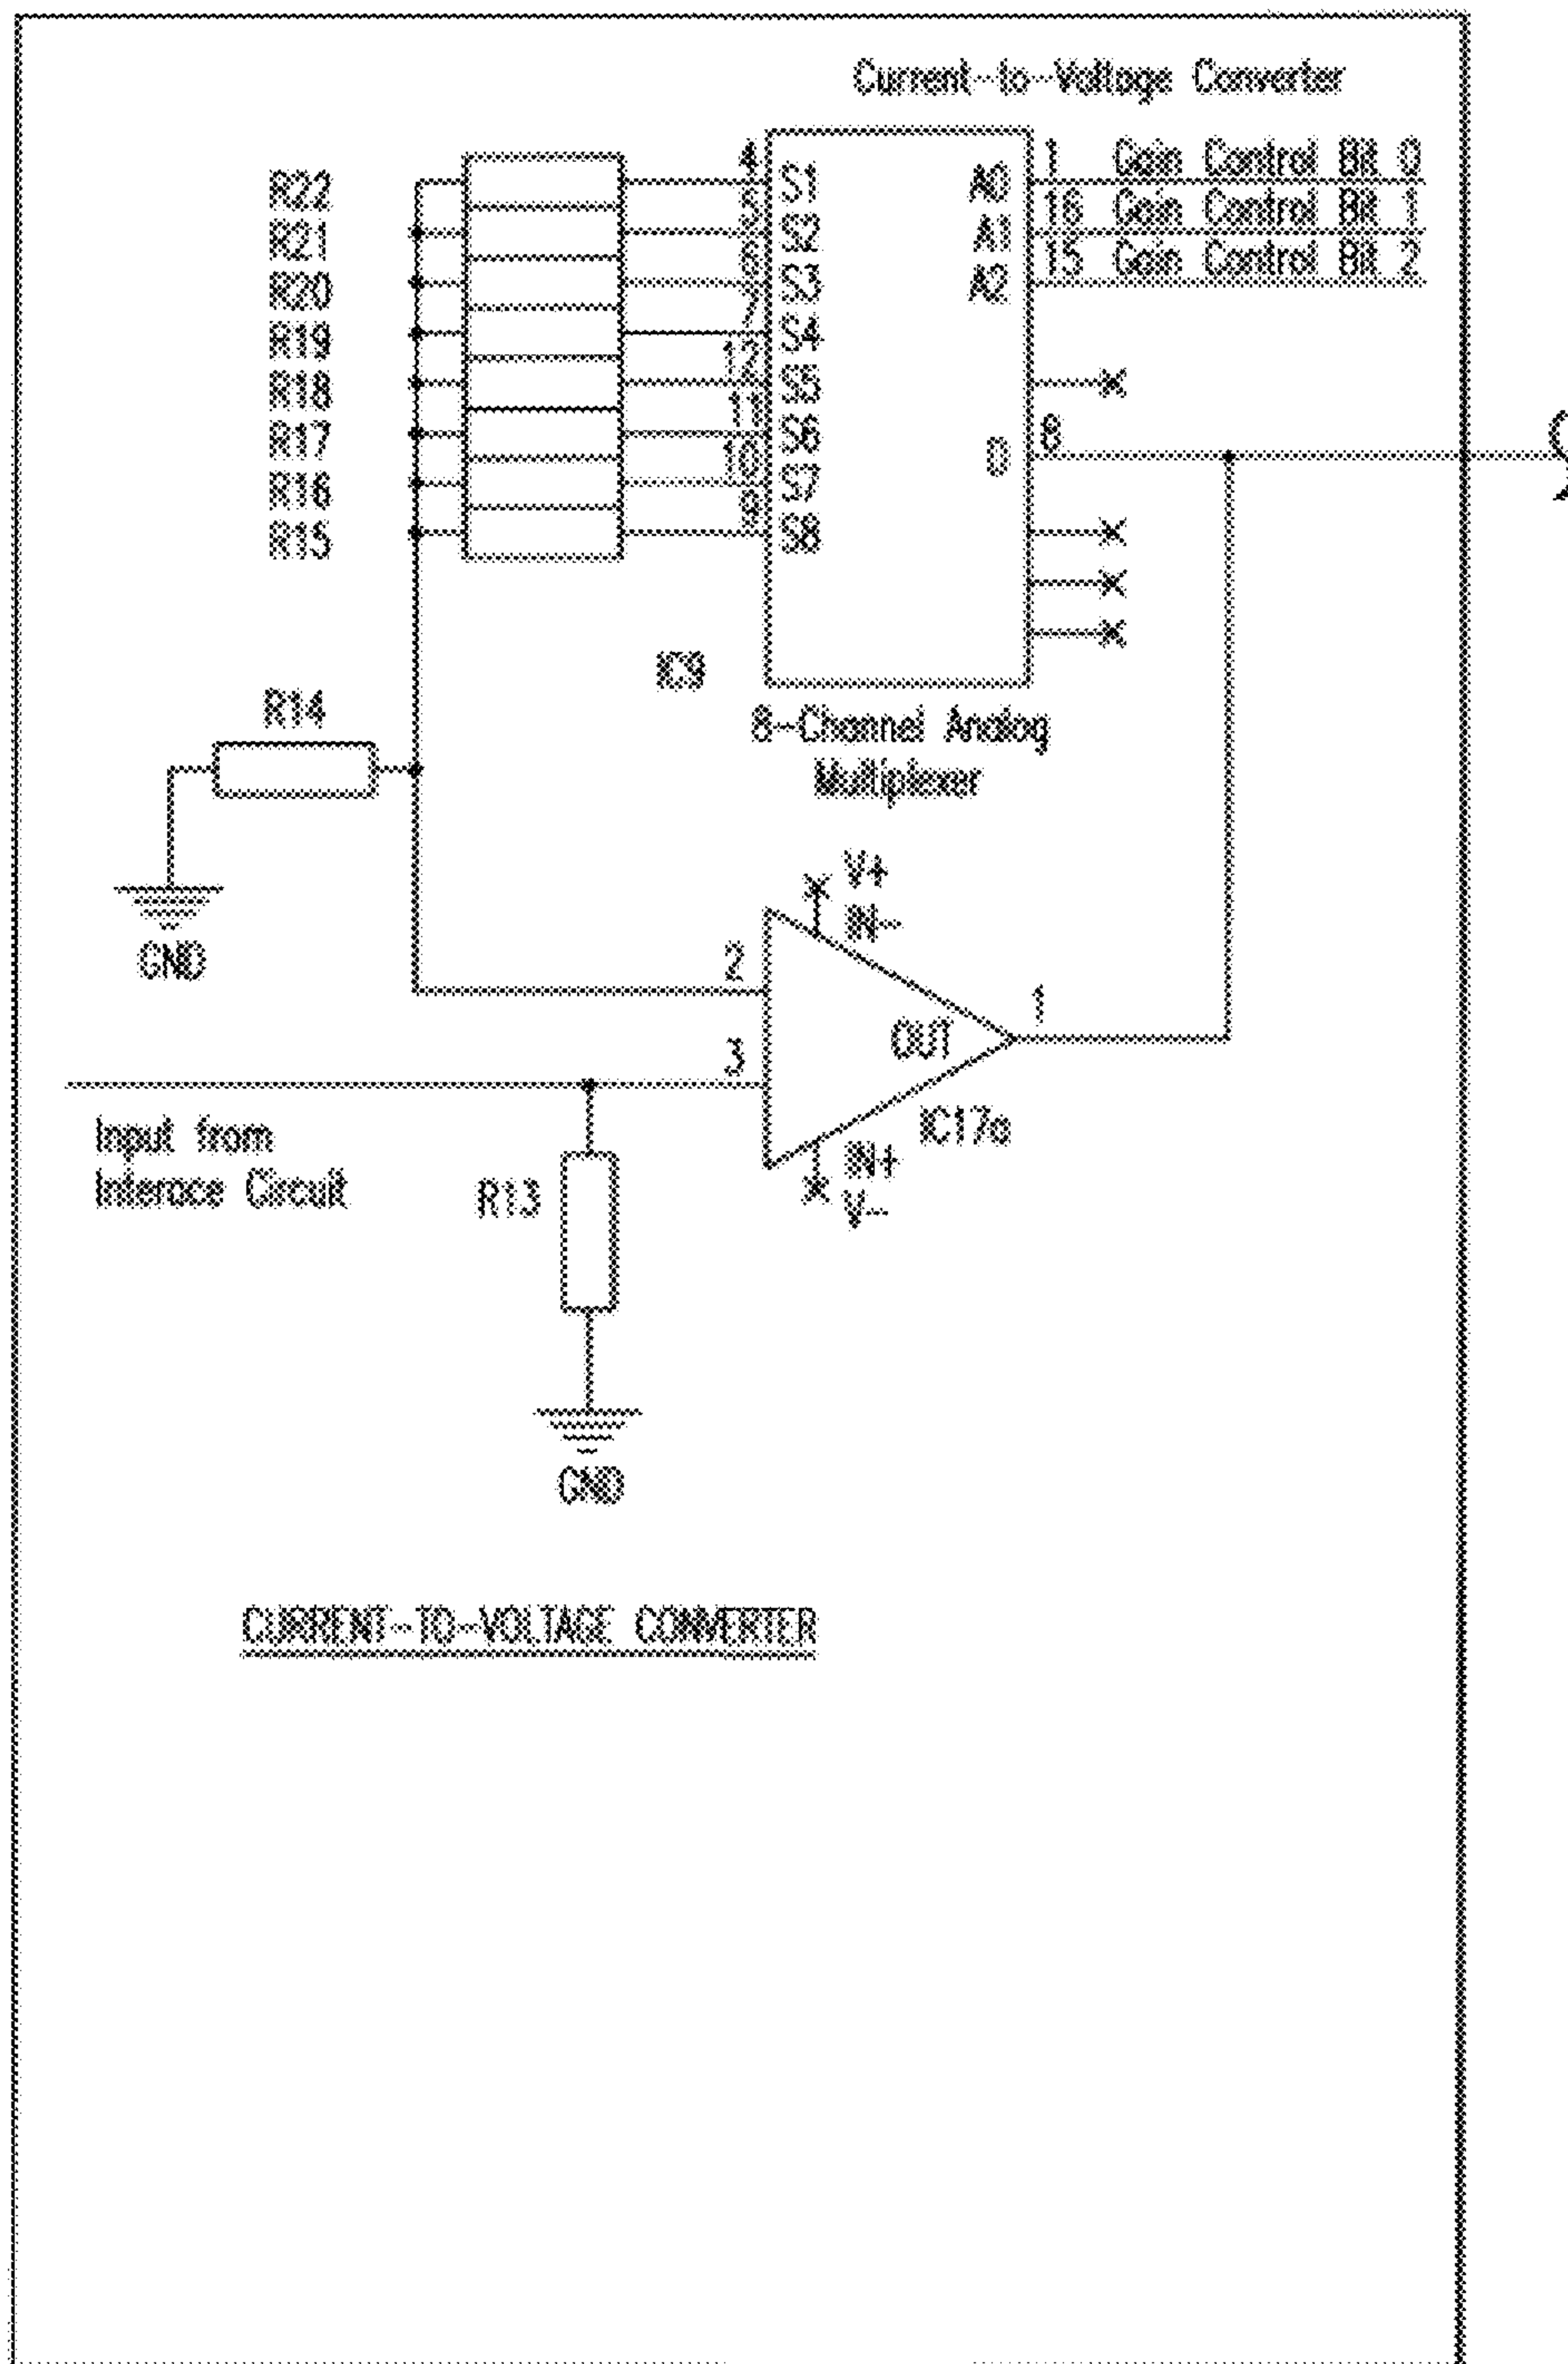 Current-to-Voltage Converter
R22
R21
R20
R19
R18
R17
R16
R15
4
5
6
7
12
11
10
9
S1
S2
S3
S4
S5
S6
S7
S8
A0
A1
A2
D
1 Gain Control Bit 0
16 Gain Control Bit 1
15 Gain Control Bit 2
8
IC9
8-Channel Analog
Multiplexer
R14
GND
V+
IN-
2
3
OUT
1
IC17a
IN+
V-
Input from
Interace Circuit
R13
GND
CURRENT-TO-VOLTAGE CONVERTER